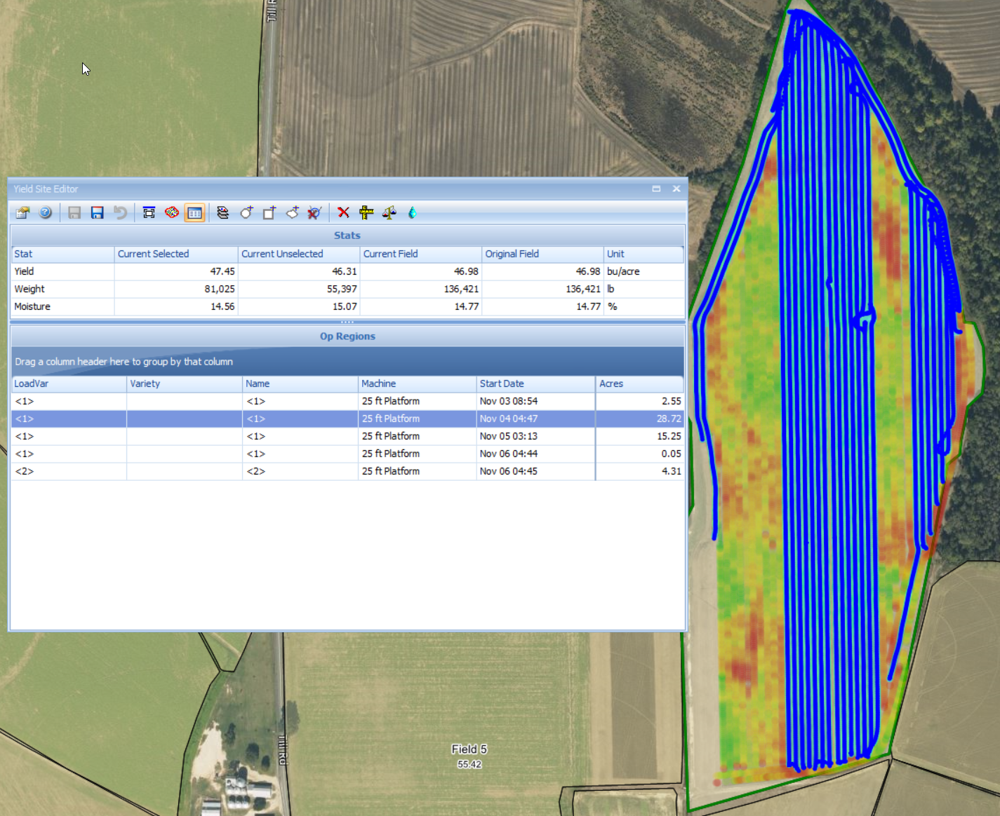 Till R
Yield Site Editor
Stats
Stat Current Selected Current Unselected Current Field Original Field Unit
Yield 47.45 46.31 46.98 46.98 bu/acre
Weight 81,025 55,397 136,421 136,421 lb
Moisture 14.56 15.07 14.77 14.77 %
Op Regions
Drag a column header here to group by that column
LoadVar Variety Name Machine Start Date Acres
<1> <1> 25 ft Platform Nov 03 08:54 2.55
<1> <1> 25 ft Platform Nov 04 04:47 28.72
<1> <1> 25 ft Platform Nov 05 03:13 15.25
<1> <1> 25 ft Platform Nov 06 04:44 0.05
<2> <2> 25 ft Platform Nov 06 04:45 4.31
Till Rd
Field 5
55.42